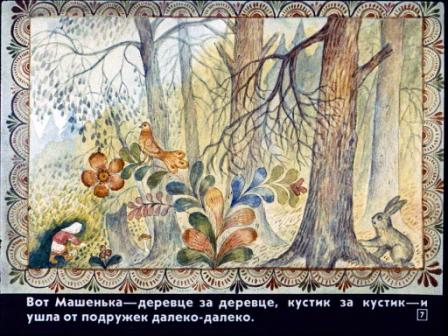 Вот Машенька—деревце за деревце, кустик за кустик—и
ушла от подружек далеко-далеко.
7